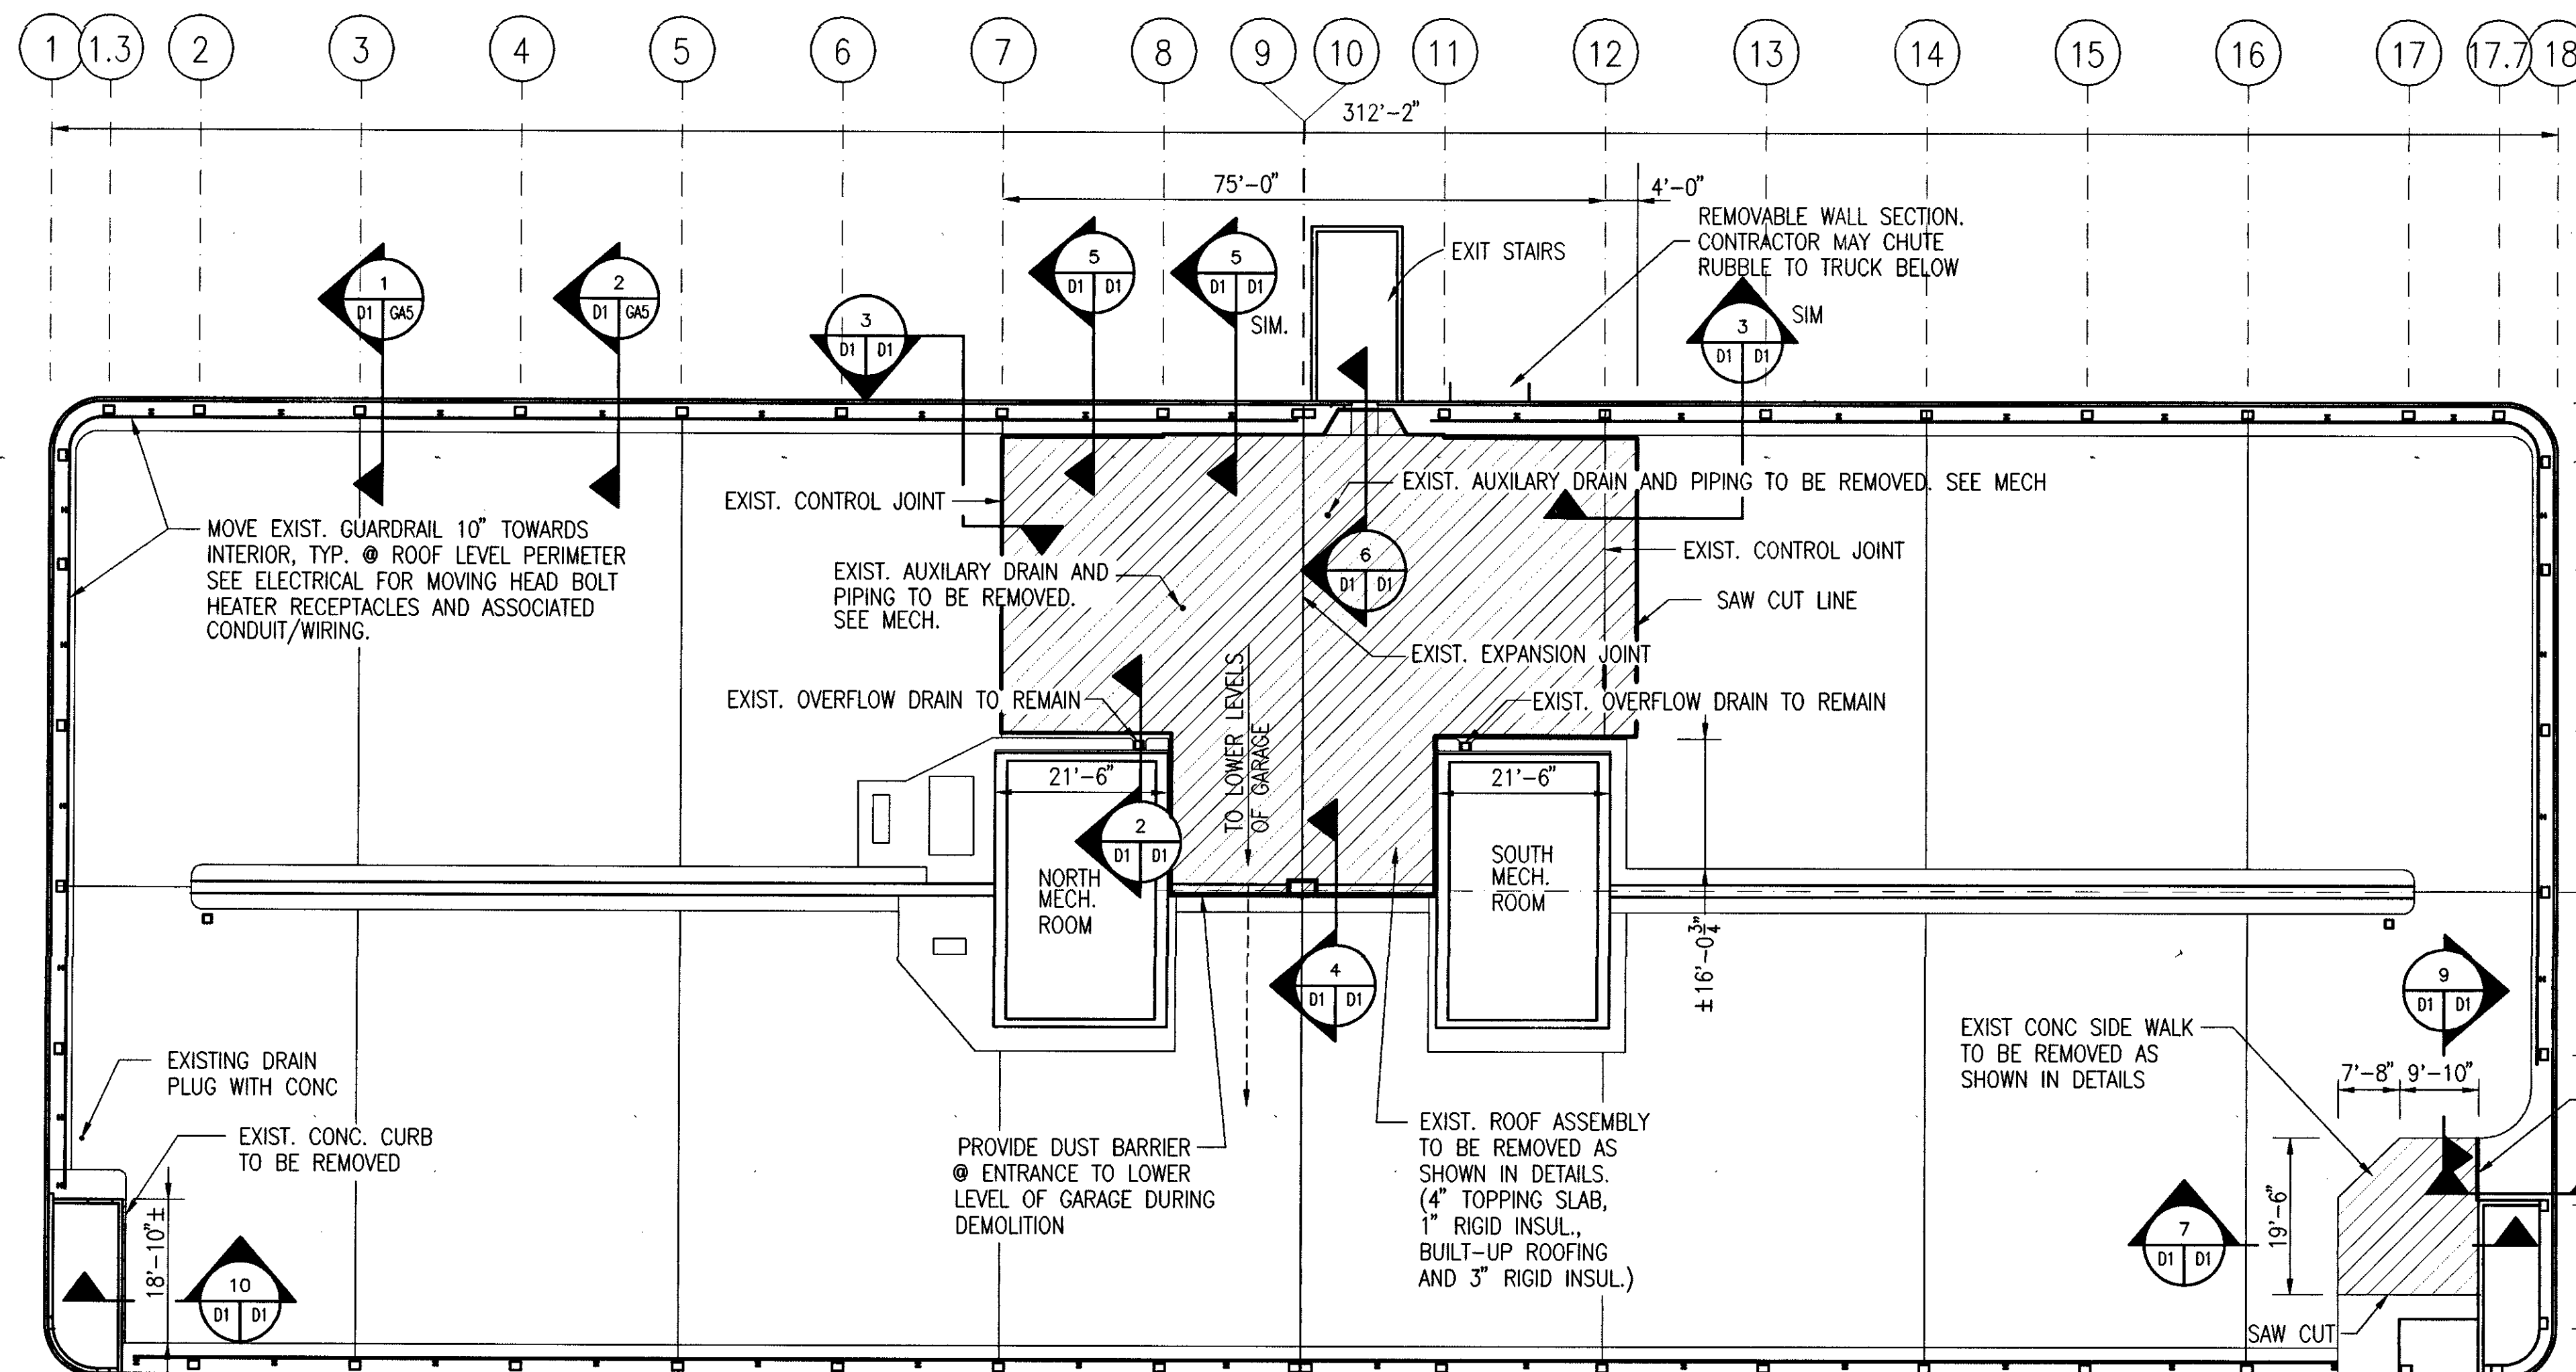 1 1.3 2 3 4 5 6 7 8 9 10 11 12 13 14 15 16 17 17.7 18
312'-2"
75'-0"
4'-0"
REMOVABLE WALL SECTION.
CONTRACTOR MAY CHUTE
RUBBLE TO TRUCK BELOW
EXIT STAIRS
1
D1 GA5
2
D1 GA5
3
D1 D1
5
D1 D1
5
D1 D1
SIM.
3
D1 D1
SIM
EXIST. CONTROL JOINT
EXIST. AUXILARY DRAIN AND PIPING TO BE REMOVED. SEE MECH
MOVE EXIST. GUARDRAIL 10" TOWARDS
INTERIOR, TYP. @ ROOF LEVEL PERIMETER
SEE ELECTRICAL FOR MOVING HEAD BOLT
HEATER RECEPTACLES AND ASSOCIATED
CONDUIT/WIRING.
EXIST. AUXILARY DRAIN AND
PIPING TO BE REMOVED.
SEE MECH.
6
D1 D1
EXIST. CONTROL JOINT
SAW CUT LINE
EXIST. EXPANSION JOINT
EXIST. OVERFLOW DRAIN TO REMAIN
EXIST. OVERFLOW DRAIN TO REMAIN
TO LOWER LEVELS
OF GARAGE
21'-6"
21'-6"
2
D1 D1
NORTH
MECH.
ROOM
SOUTH
MECH.
ROOM
±16'-0¾"
4
D1 D1
9
D1 D1
EXIST CONC SIDE WALK
TO BE REMOVED AS
SHOWN IN DETAILS
7'-8" 9'-10"
EXISTING DRAIN
PLUG WITH CONC
EXIST. CONC. CURB
TO BE REMOVED
PROVIDE DUST BARRIER
@ ENTRANCE TO LOWER
LEVEL OF GARAGE DURING
DEMOLITION
EXIST. ROOF ASSEMBLY
TO BE REMOVED AS
SHOWN IN DETAILS.
(4" TOPPING SLAB,
1" RIGID INSUL.,
BUILT-UP ROOFING
AND 3" RIGID INSUL.)
19'-6"
18'-10"±
7
D1 D1
10
D1 D1
SAW CUT